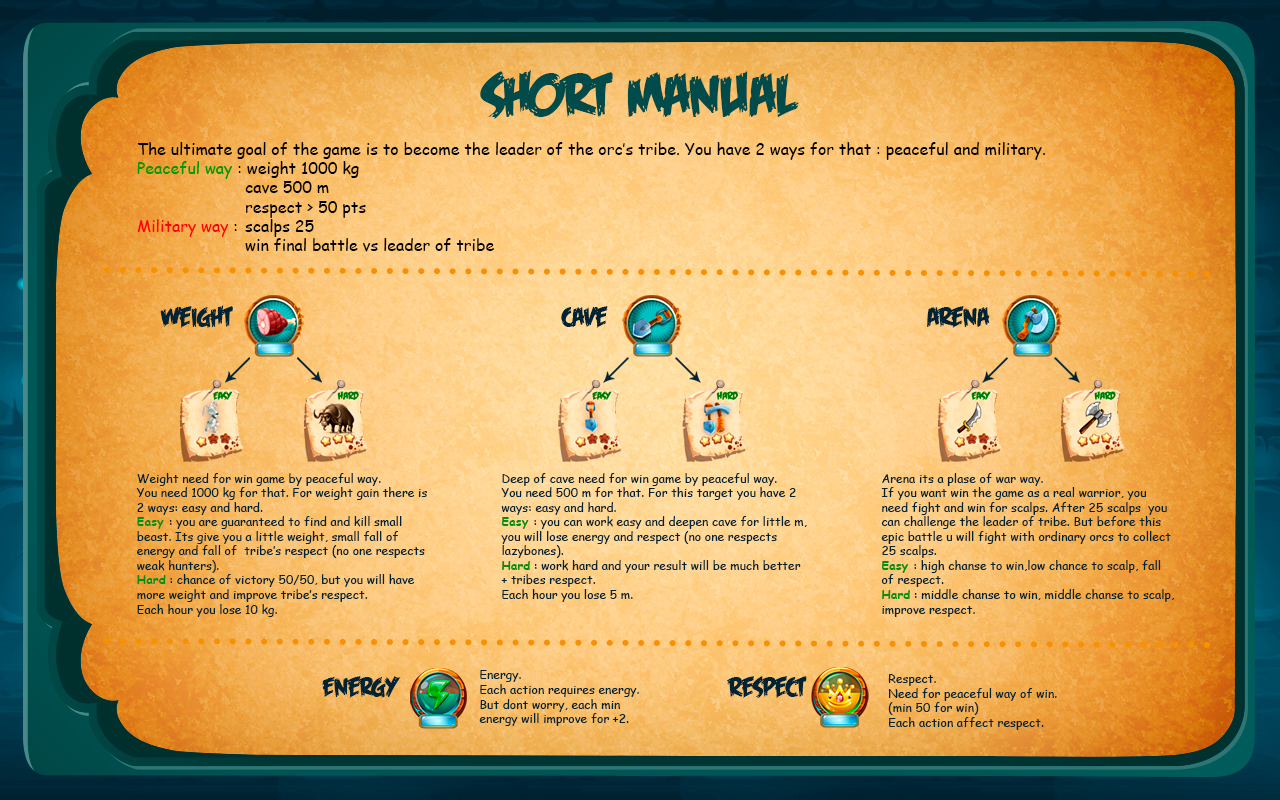 SHORT MANUAL
The ultimate goal of the game is to become the leader of the orc's tribe. You have 2 ways for that : peaceful and military.
Peaceful way : weight 1000 kg
cave 500 m
respect > 50 pts
Military way : scalps 25
win final battle vs leader of tribe
WEIGHT
EASY
HARD
Weight need for win game by peaceful way.
You need 1000 kg for that. For weight gain there is
2 ways: easy and hard.
Easy : you are guaranteed to find and kill small
beast. Its give you a little weight, small fall of
energy and fall of tribe's respect (no one respects
weak hunters).
Hard : chance of victory 50/50, but you will have
more weight and improve tribe's respect.
Each hour you lose 10 kg.
CAVE
EASY
HARD
Deep of cave need for win game by peaceful way.
You need 500 m for that. For this target you have 2
ways: easy and hard.
Easy : you can work easy and deepen cave for little m,
you will lose energy and respect (no one respects
lazybones).
Hard : work hard and your result will be much better
+ tribes respect.
Each hour you lose 5 m.
ARENA
EASY
HARD
Arena its a plase of war way.
If you want win the game as a real warrior, you
need fight and win for scalps. After 25 scalps you
can challenge the leader of tribe. But before this
epic battle u will fight with ordinary orcs to collect
25 scalps.
Easy : high chanse to win,low chance to scalp, fall
of respect.
Hard : middle chanse to win, middle chanse to scalp,
improve respect.
ENERGY
Energy.
Each action requires energy.
But dont worry, each min
energy will improve for +2.
RESPECT
Respect.
Need for peaceful way of win.
(min 50 for win)
Each action affect respect.